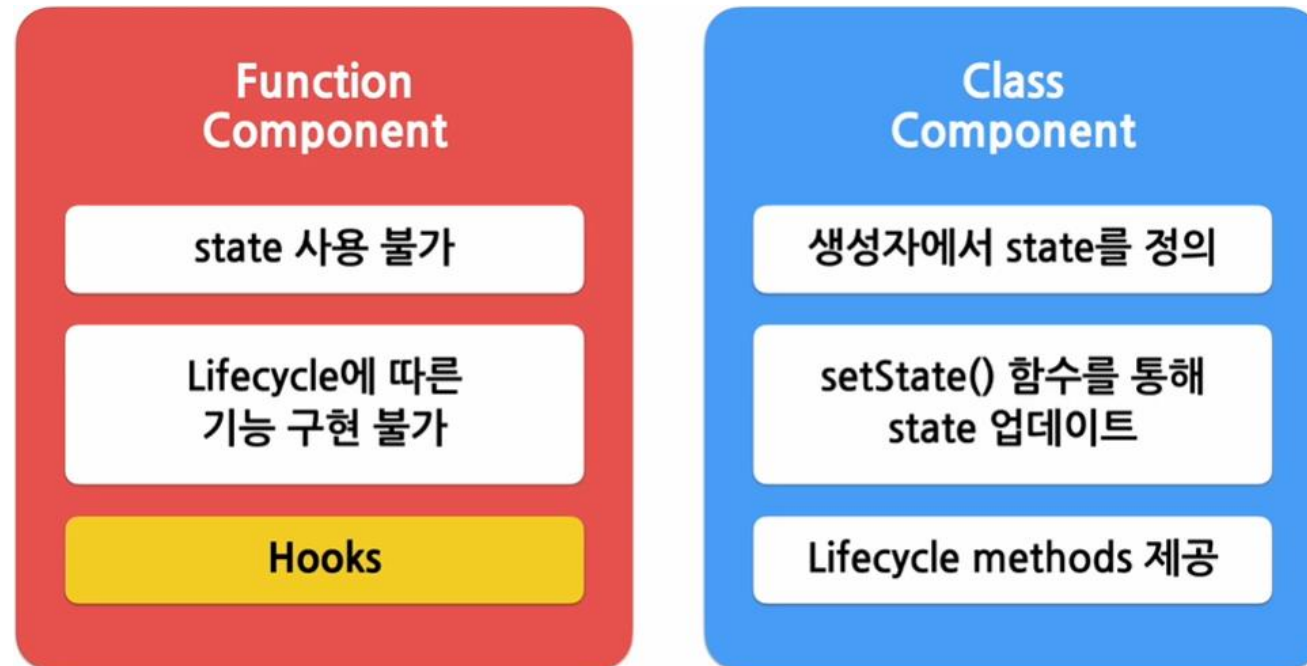 Function
Component
state 사용 불가
Lifecycle에 따른
기능 구현 불가
Hooks
Class
Component
생성자에서 state를 정의
setState() 함수를 통해
state 업데이트
Lifecycle methods 제공